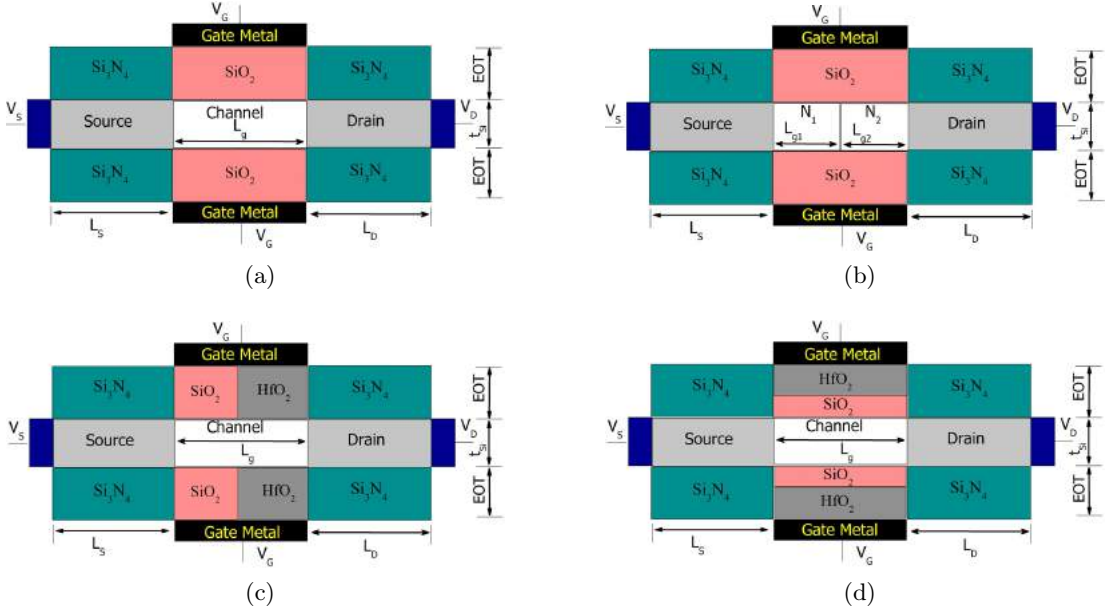 V_G
Gate Metal
Si₃N₄ SiO₂ Si₃N₄ EOT
V_S Source Channel L_g Drain V_D t_Si
Si₃N₄ SiO₂ Si₃N₄ EOT
Gate Metal
L_S V_G L_D
(a)
V_G
Gate Metal
Si₃N₄ SiO₂ Si₃N₄ EOT
V_S Source N₁ N₂ L_g1 L_g2 Drain V_D t_Si
Si₃N₄ SiO₂ Si₃N₄ EOT
Gate Metal
L_S V_G L_D
(b)
V_G
Gate Metal
Si₃N₄ SiO₂ HfO₂ Si₃N₄ EOT
V_S Source Channel L_g Drain V_D t_Si
Si₃N₄ SiO₂ HfO₂ Si₃N₄ EOT
Gate Metal
L_S V_G L_D
(c)
V_G
Gate Metal
Si₃N₄ HfO₂ Si₃N₄ EOT
SiO₂
V_S Source Channel L_g Drain V_D t_Si
SiO₂
Si₃N₄ HfO₂ Si₃N₄ EOT
Gate Metal
L_S V_G L_D
(d)